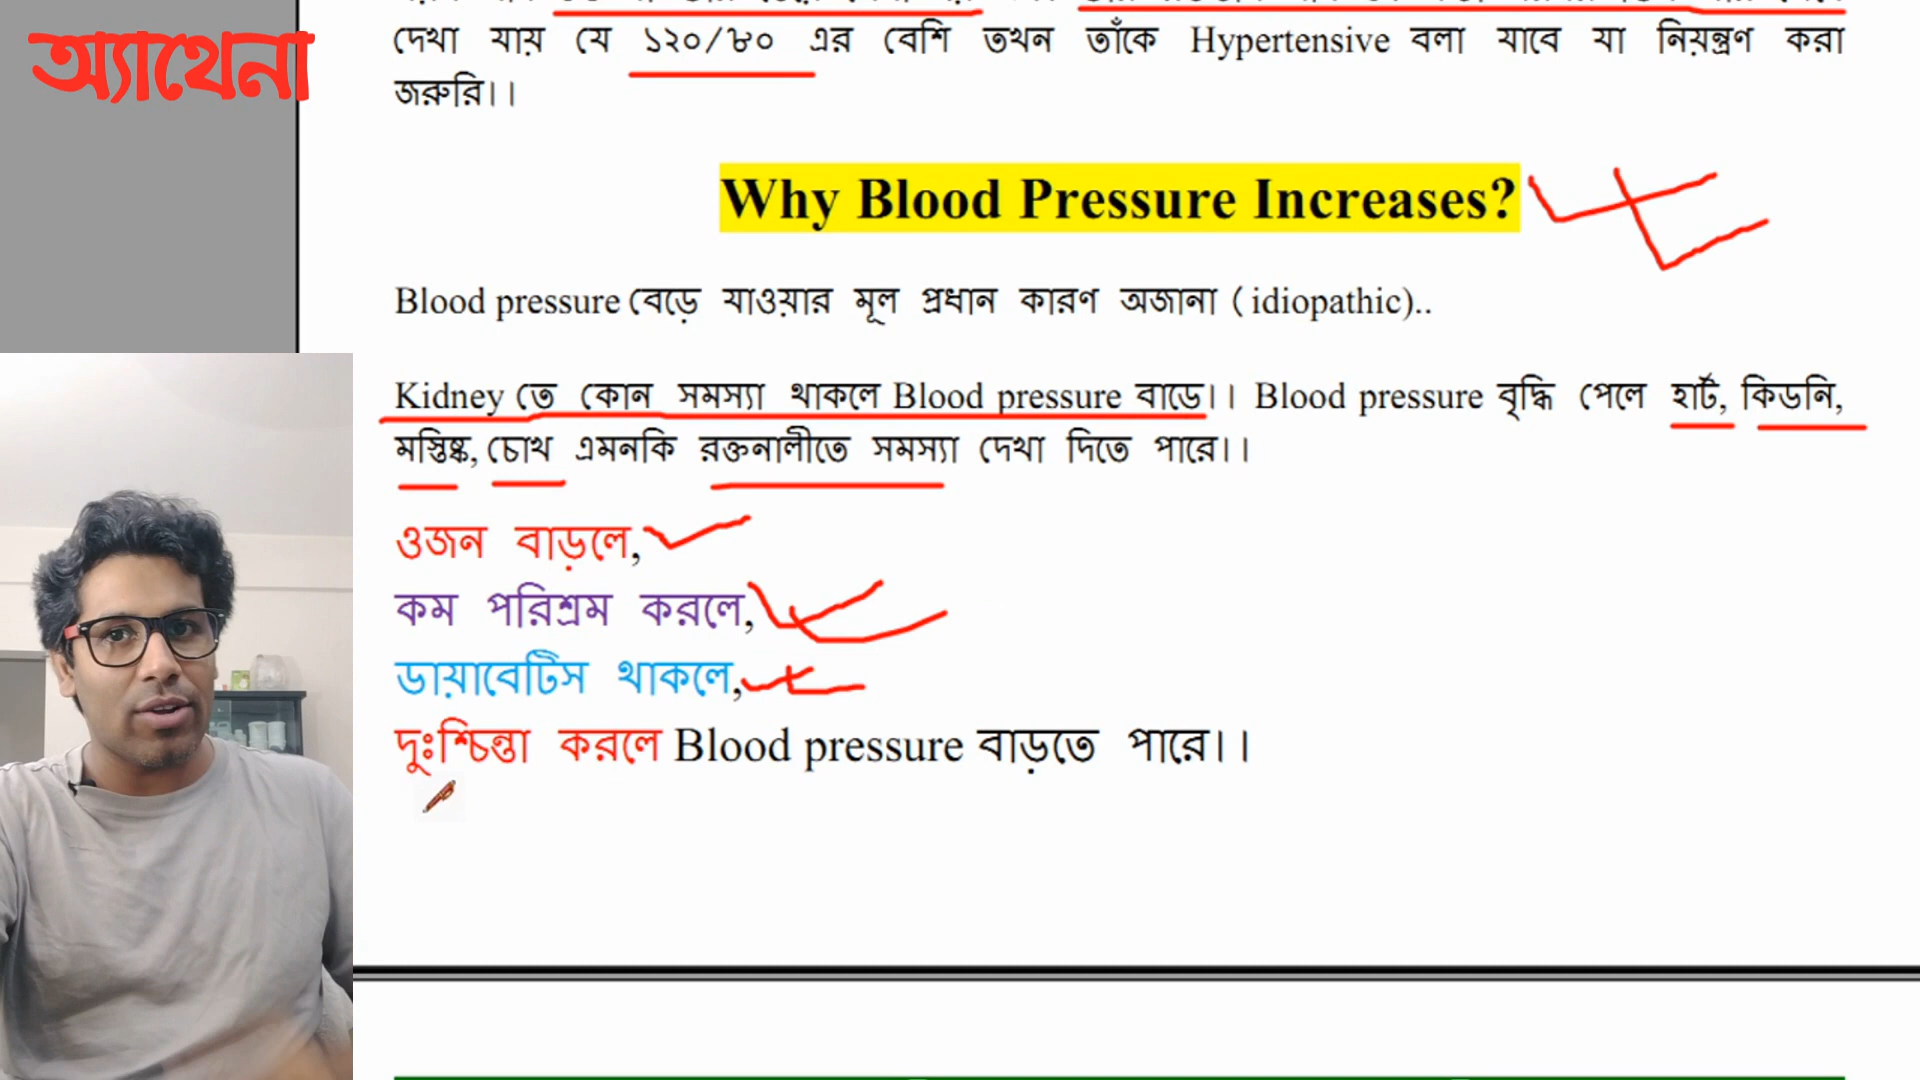 অ্যাথেনা
দেখা যায় যে ১২০/৮০ এর বেশি তখন তাঁকে Hypertensive বলা যাবে যা নিয়ন্ত্রণ করা
জরুরি।।
Why Blood Pressure Increases?
Blood pressure বেড়ে যাওয়ার মূল প্রধান কারণ অজানা (idiopathic)..
Kidney তে কোন সমস্যা থাকলে Blood pressure বাড়ে।। Blood pressure বৃদ্ধি পেলে হার্ট, কিডনি,
মস্তিষ্ক, চোখ এমনকি রক্তনালীতে সমস্যা দেখা দিতে পারে।।
ওজন বাড়লে,
কম পরিশ্রম করলে,
ডায়াবেটিস থাকলে,
দুঃশ্চিন্তা করলে Blood pressure বাড়তে পারে।।